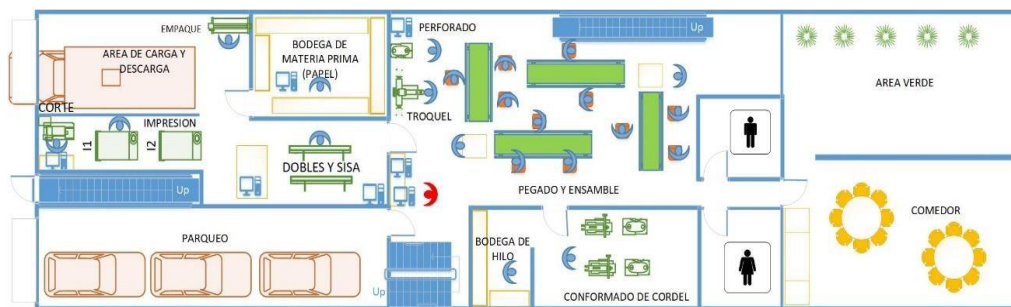 EMPAQUE
AREA DE CARGA Y
DESCARGA
BODEGA DE
MATERIA PRIMA
(PAPEL)
PERFORADO
Up
AREA VERDE
CORTE
IMPRESION
I1
I2
TROQUEL
DOBLES Y SISA
Up
PEGADO Y ENSAMBLE
COMEDOR
PARQUEO
BODEGA DE
HILO
Up
CONFORMADO DE CORDEL